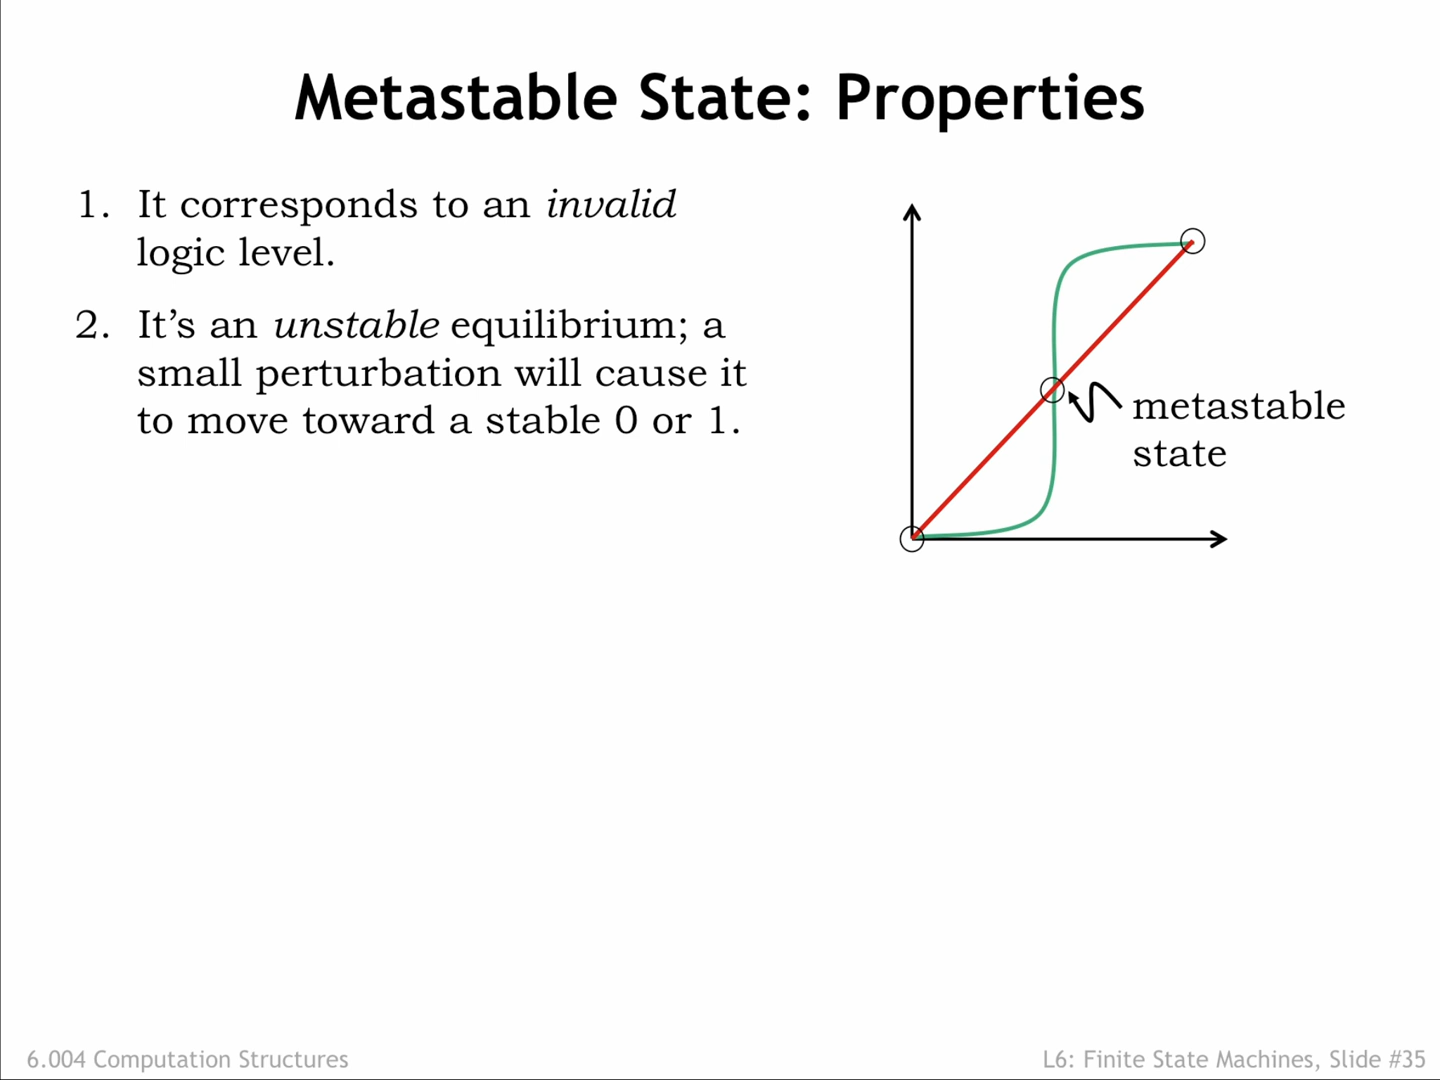 Metastable State: Properties
1. It corresponds to an invalid
logic level.
2. It’s an unstable equilibrium; a
small perturbation will cause it
to move toward a stable 0 or 1.
metastable
state
6.004 Computation Structures
L6: Finite State Machines, Slide #35